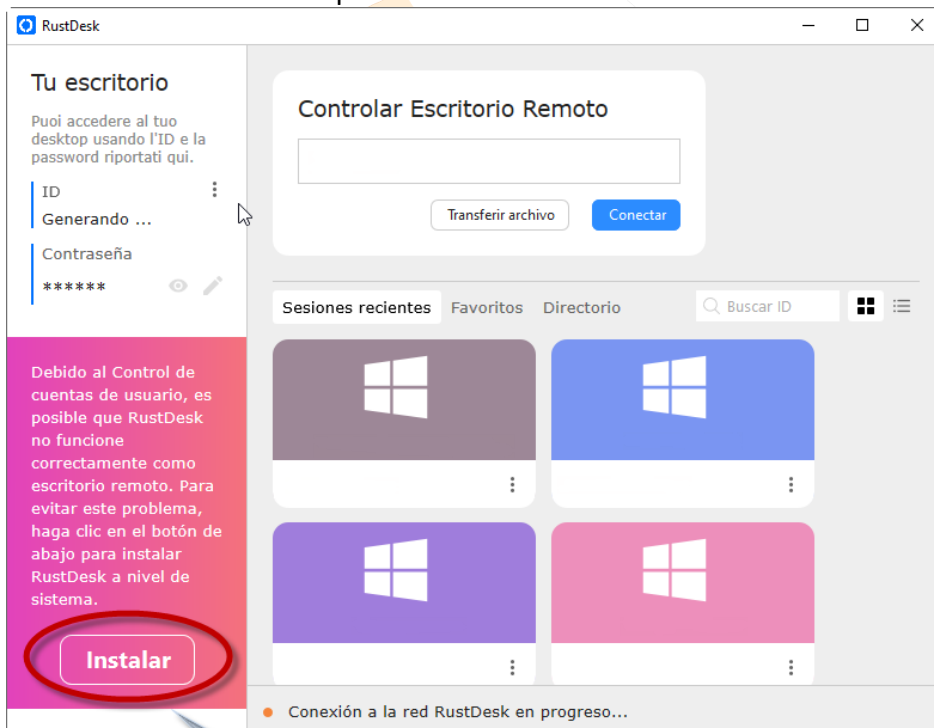 RustDesk
Tu escritorio
Puoi accedere al tuo
desktop usando l'ID e la
password riportati qui.
ID
Generando ...
Contraseña
******
Debido al Control de
cuentas de usuario, es
posible que RustDesk
no funcione
correctamente como
escritorio remoto. Para
evitar este problema,
haga clic en el botón de
abajo para instalar
RustDesk a nivel de
sistema.
Instalar
Controlar Escritorio Remoto
Transferir archivo
Conectar
Sesiones recientes
Favoritos
Directorio
Buscar ID
Conexión a la red RustDesk en progreso...